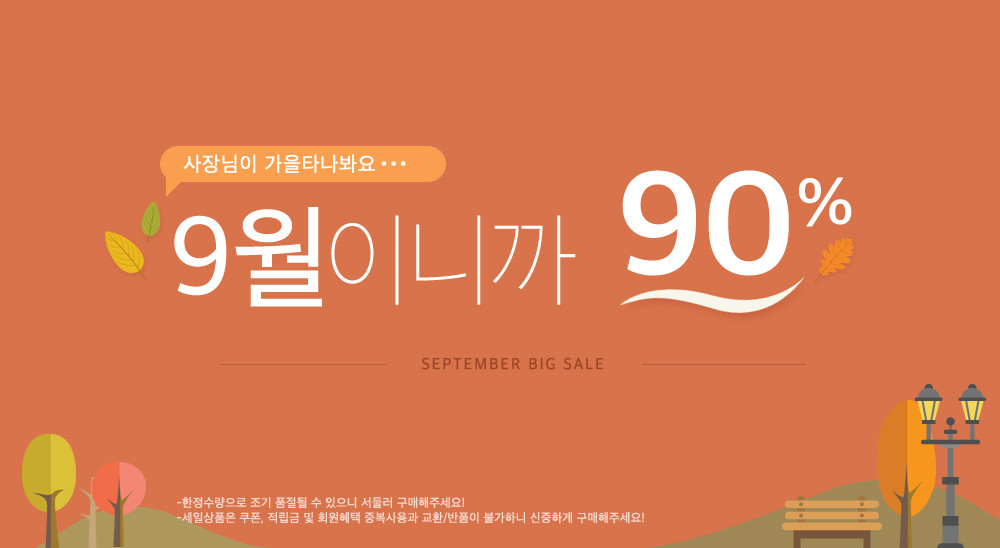 사장님이 가을타나봐요 •••
9월이니까 90%
SEPTEMBER BIG SALE
-한정수량으로 조기 품절될 수 있으니 서둘러 구매해주세요!
-세일상품은 쿠폰, 적립금 및 회원혜택 중복사용과 교환/반품이 불가하니 신중하게 구매해주세요!